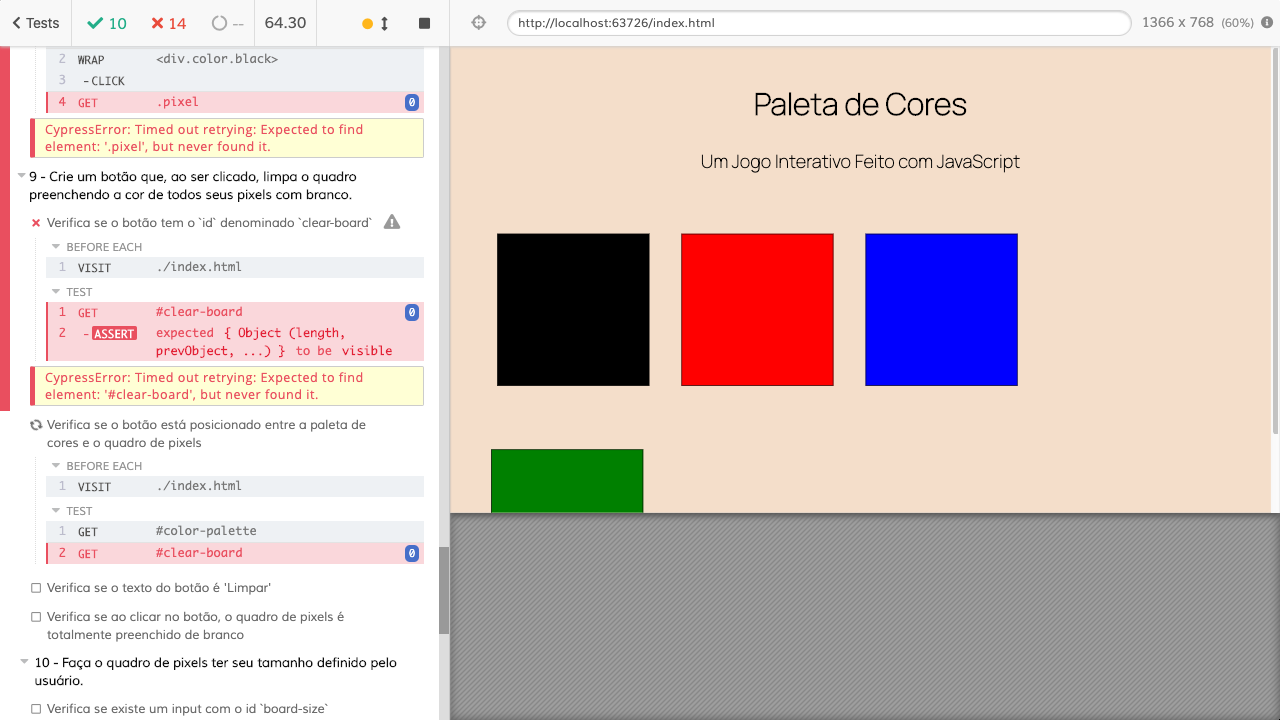 Tests 10 14 -- 64.30 http://localhost:63726/index.html 1366 x 768 (60%)
2 WRAP <div.color.black>
3 -CLICK
4 GET .pixel 0
CypressError: Timed out retrying: Expected to find
element: '.pixel', but never found it.
9 - Crie um botão que, ao ser clicado, limpa o quadro
preenchendo a cor de todos seus pixels com branco.
Verifica se o botão tem o `id` denominado `clear-board`
BEFORE EACH
1 VISIT ./index.html
TEST
1 GET #clear-board 0
2 -ASSERT expected { Object (length,
prevObject, ...) } to be visible
CypressError: Timed out retrying: Expected to find
element: '#clear-board', but never found it.
Verifica se o botão está posicionado entre a paleta de
cores e o quadro de pixels
BEFORE EACH
1 VISIT ./index.html
TEST
1 GET #color-palette
2 GET #clear-board 0
Verifica se o texto do botão é 'Limpar'
Verifica se ao clicar no botão, o quadro de pixels é
totalmente preenchido de branco
10 - Faça o quadro de pixels ter seu tamanho definido pelo
usuário.
Verifica se existe um input com o id `board-size`
Paleta de Cores
Um Jogo Interativo Feito com JavaScript